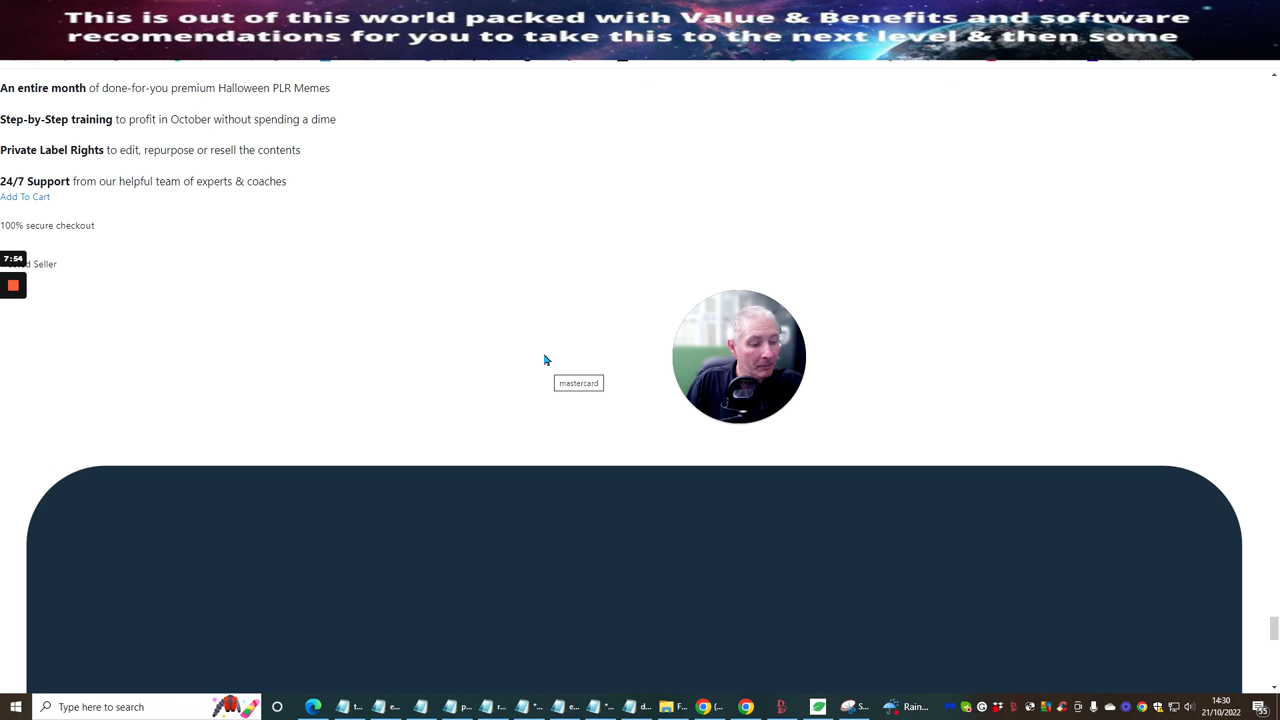 This is out of this world packed with Value & Benefits and software
recomendations for you to take this to the next level & then some
An entire month of done-for-you premium Halloween PLR Memes
Step-by-Step training to profit in October without spending a dime
Private Label Rights to edit, repurpose or resell the contents
24/7 Support from our helpful team of experts & coaches
Add To Cart
100% secure checkout
7:54
d Seller
mastercard
Type here to search
t...
e...
p...
r...
"...
e...
"...
d...
F...
(...
S...
Rain...
14:30
21/10/2022
55